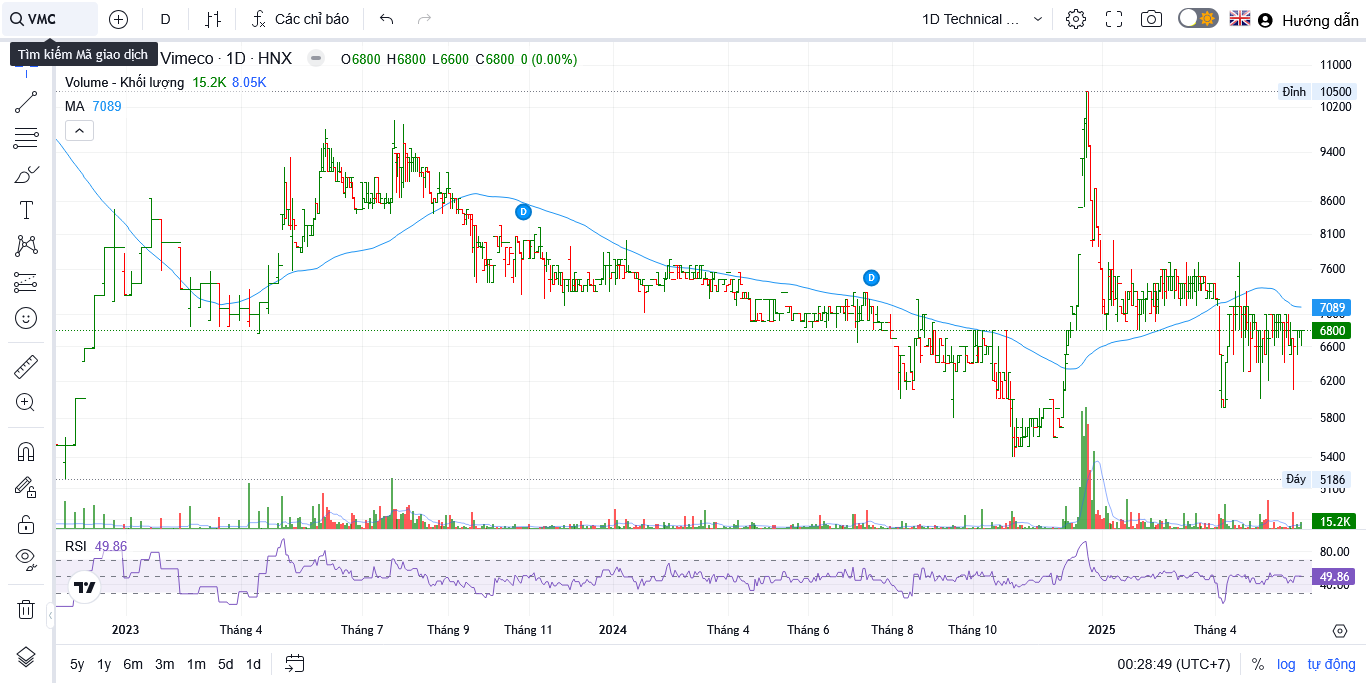 VMC
D
Các chỉ báo
1D Technical ...
Hướng dẫn
Tìm kiếm Mã giao dịch
Vimeco · 1D · HNX
O6800 H6800 L6600 C6800 0 (0.00%)
Volume - Khối lượng 15.2K 8.05K
MA 7089
11000
Đỉnh 10500
10200
9400
8600
D
8100
7600
D
7089
7000
6800
6600
6200
5800
5400
Đáy 5186
5100
15.2K
RSI 49.86
80.00
49.86
40.00
2023
Tháng 4
Tháng 7
Tháng 9
Tháng 11
2024
Tháng 4
Tháng 6
Tháng 8
Tháng 10
2025
Tháng 4
5y 1y 6m 3m 1m 5d 1d
00:28:49 (UTC+7)
% log tự động